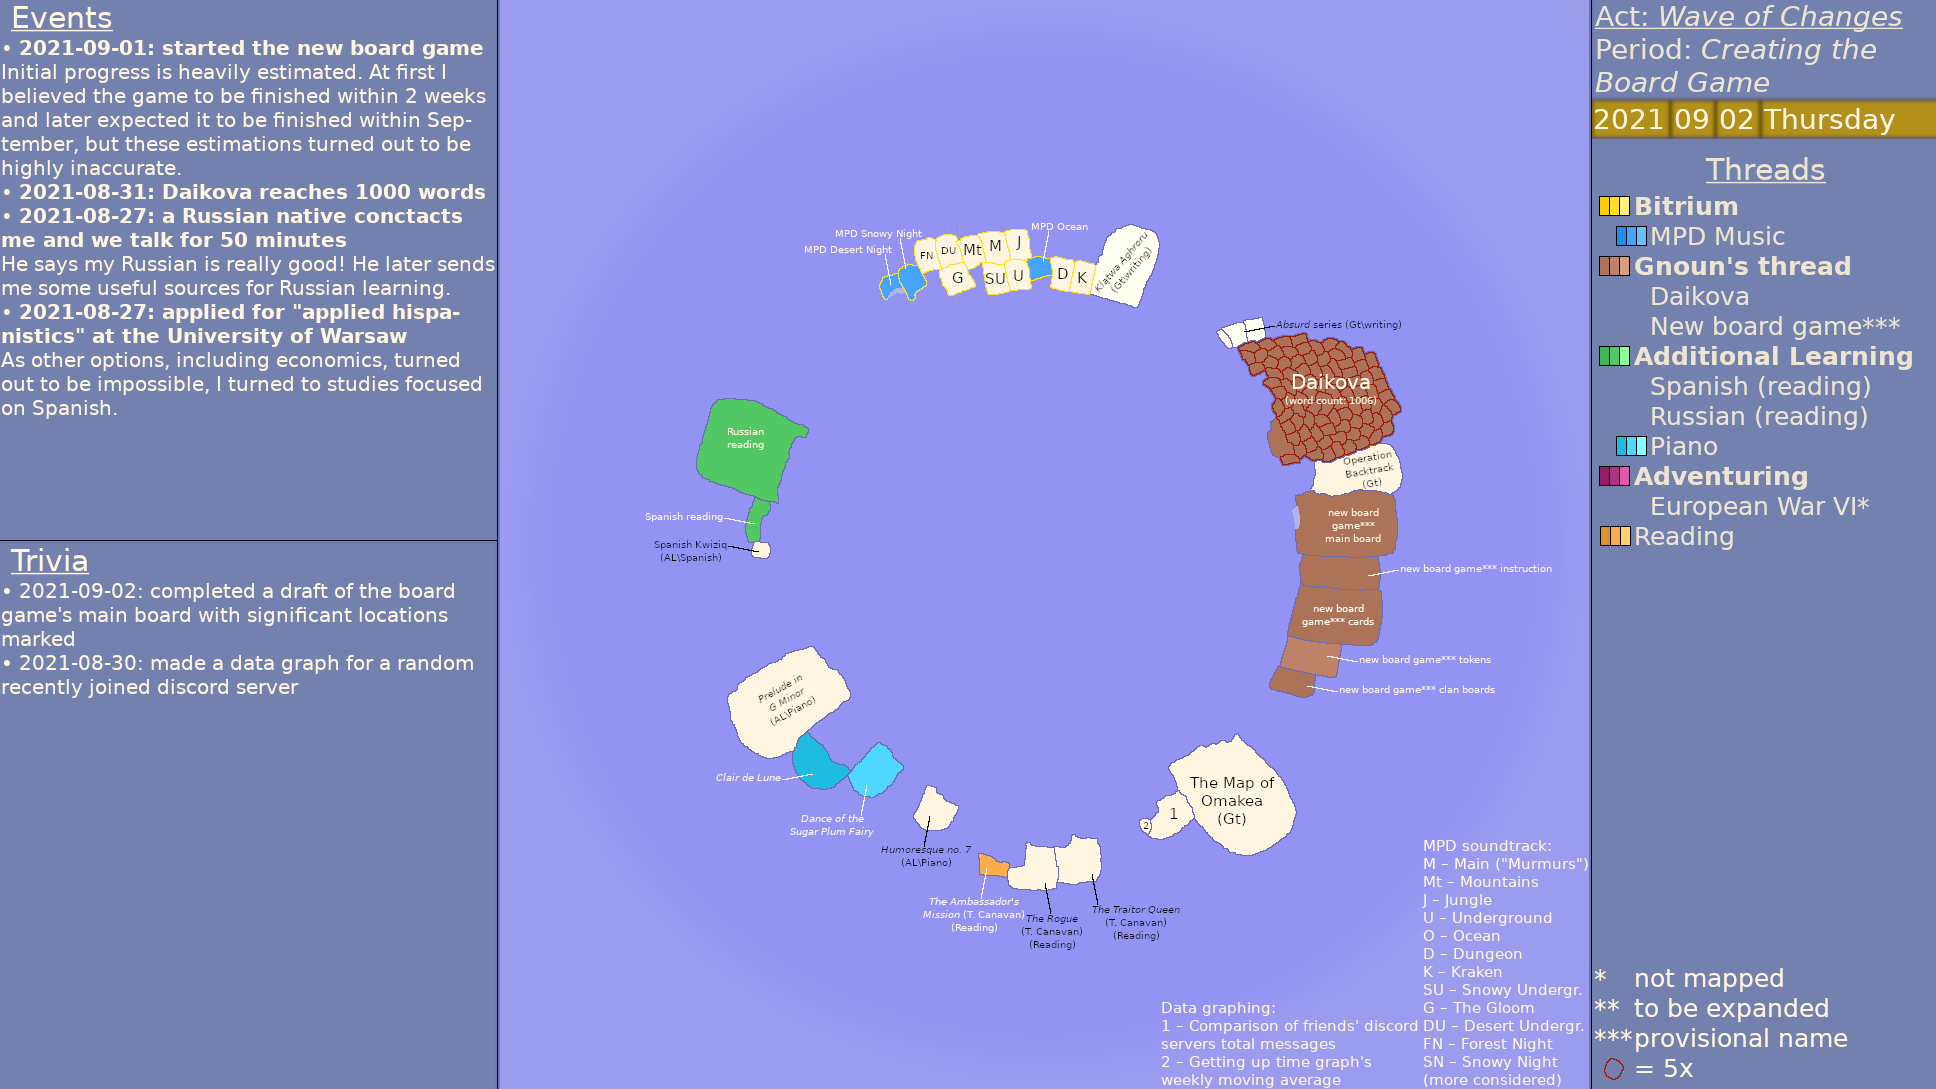 Events
• 2021-09-01: started the new board game
Initial progress is heavily estimated. At first I
believed the game to be finished within 2 weeks
and later expected it to be finished within Sep-
tember, but these estimations turned out to be
highly inaccurate.
• 2021-08-31: Daikova reaches 1000 words
• 2021-08-27: a Russian native conctacts
me and we talk for 50 minutes
He says my Russian is really good! He later sends
me some useful sources for Russian learning.
• 2021-08-27: applied for "applied hispa-
nistics" at the University of Warsaw
As other options, including economics, turned
out to be impossible, I turned to studies focused
on Spanish.
Trivia
• 2021-09-02: completed a draft of the board
game's main board with significant locations
marked
• 2021-08-30: made a data graph for a random
recently joined discord server
MPD Snowy Night
MPD Desert Night
FN
DU
Mt
M
J
G
SU
U
MPD Ocean
D
K
Klątwa Aghroru
(Gt\writing)
Absurd series (Gt\writing)
Daikova
(word count: 1006)
Operation
Backtrack
(Gt)
new board
game***
main board
new board game*** instruction
new board
game*** cards
new board game*** tokens
new board game*** clan boards
Russian
reading
Spanish reading
Spanish Kwiziq
(AL\Spanish)
Prelude in
G Minor
(AL\Piano)
Clair de Lune
Dance of the
Sugar Plum Fairy
Humoresque no. 7
(AL\Piano)
The Ambassador's
Mission (T. Canavan)
(Reading)
The Rogue
(T. Canavan)
(Reading)
The Traitor Queen
(T. Canavan)
(Reading)
The Map of
Omakea
(Gt)
1
2
Data graphing:
1 – Comparison of friends' discord
servers total messages
2 – Getting up time graph's
weekly moving average
MPD soundtrack:
M – Main ("Murmurs")
Mt – Mountains
J – Jungle
U – Underground
O – Ocean
D – Dungeon
K – Kraken
SU – Snowy Undergr.
G – The Gloom
DU – Desert Undergr.
FN – Forest Night
SN – Snowy Night
(more considered)
Act: Wave of Changes
Period: Creating the
Board Game
2021 09 02 Thursday
Threads
Bitrium
MPD Music
Gnoun's thread
Daikova
New board game***
Additional Learning
Spanish (reading)
Russian (reading)
Piano
Adventuring
European War VI*
Reading
* not mapped
** to be expanded
*** provisional name
= 5x